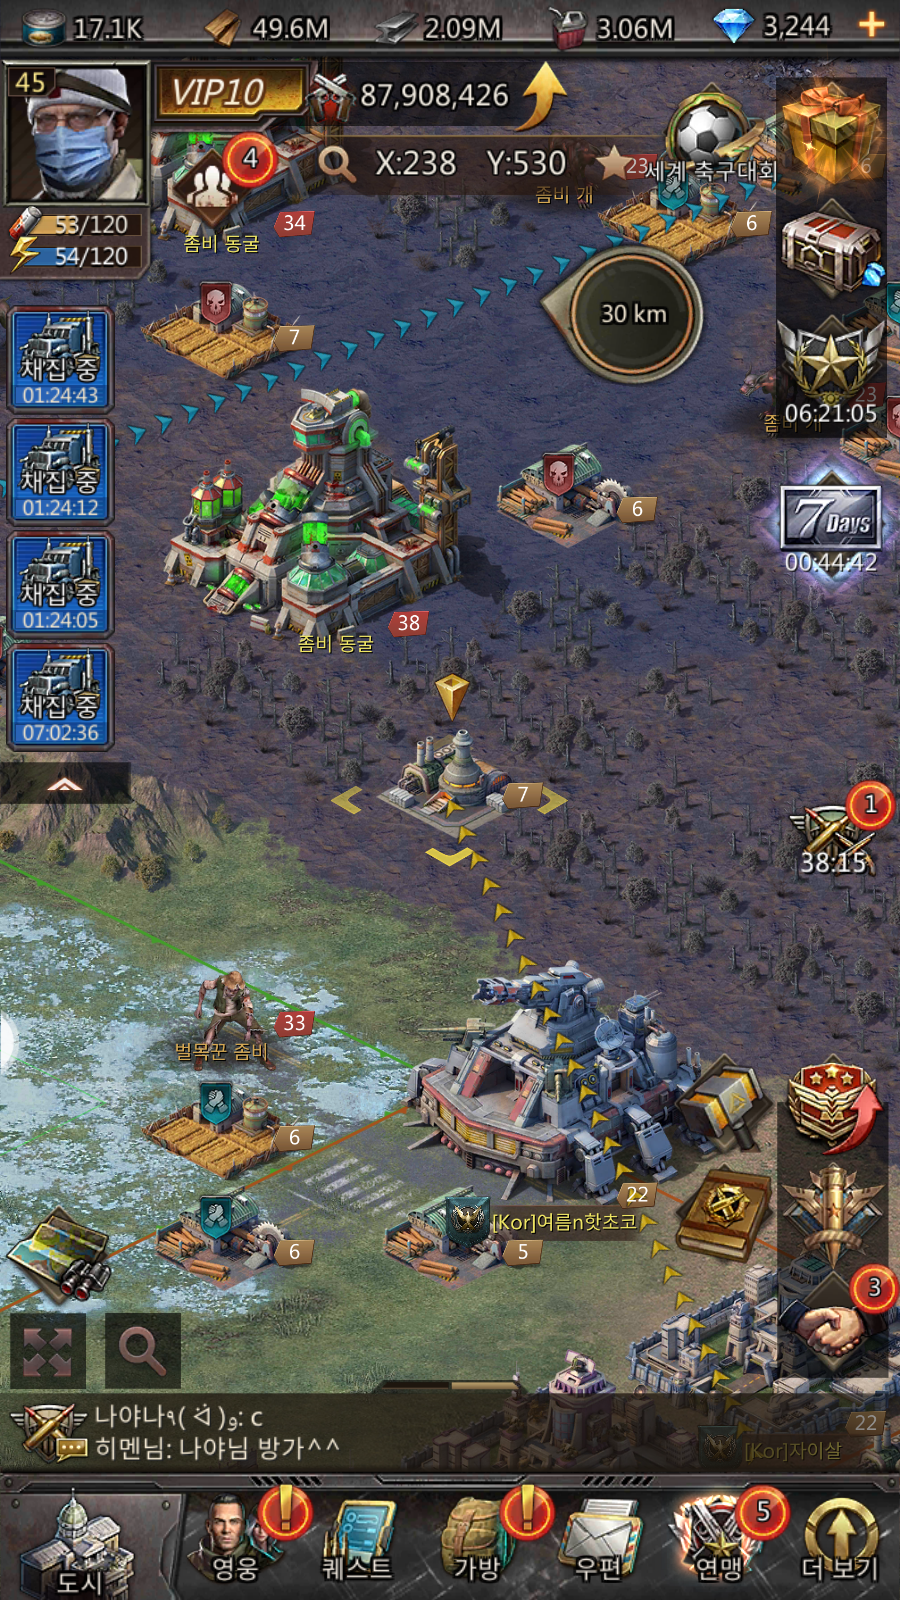 17.1K 49.6M 2.09M 3.06M 3,244
45 VIP10 87,908,426
4 X:238 Y:530 23 세계 축구대회 6
좀비 개
53/120
54/120
좀비 동굴 34 6
7 30 km
채집 중
01:24:43
23
06:21:05
좀비 개
채집 중
01:24:12
6
7 Days
00:44:42
채집 중
01:24:05
38
좀비 동굴
채집 중
07:02:36
7
1
38:15
33
벌목꾼 좀비
6
22
[Kor]여름n핫초코
6 5
3
나야나٩( ᐛ )و: c
히멘님: 나야님 방가^^
22
[Kor]자이살
5
도시 영웅 퀘스트 가방 우편 연맹 더 보기